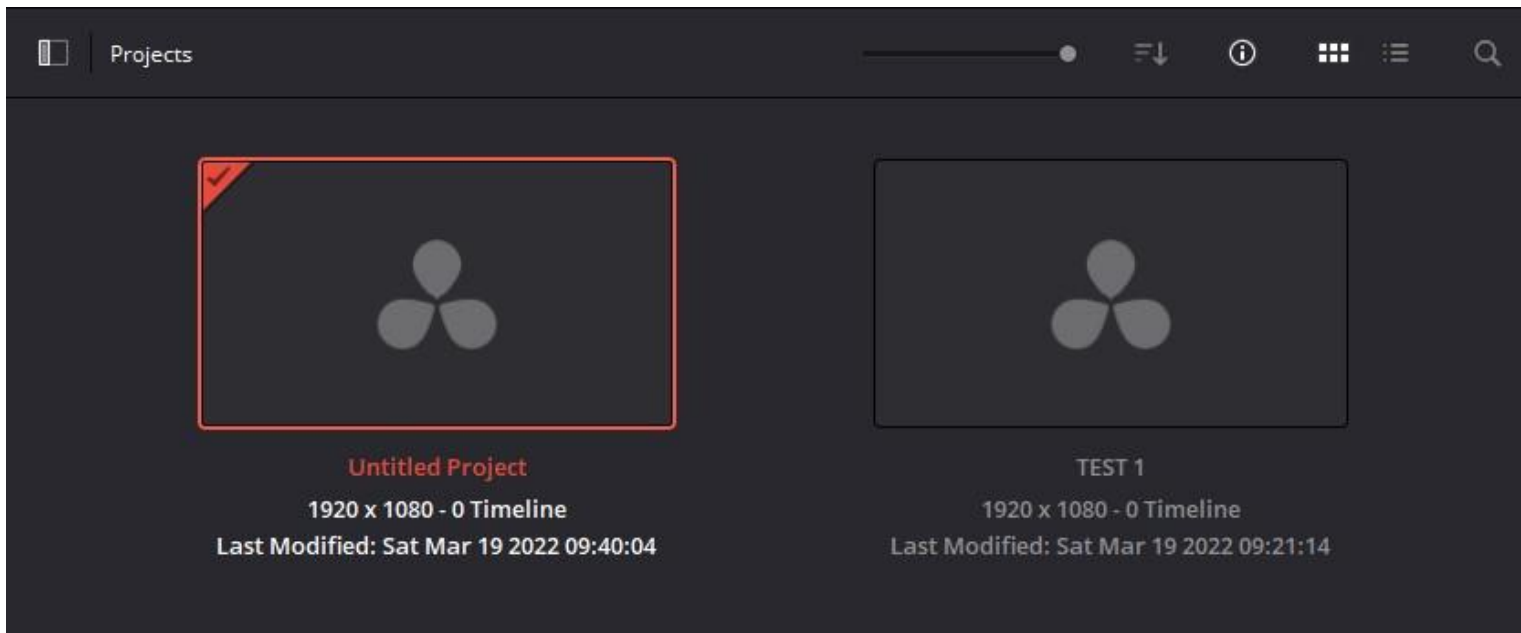 Projects
Untitled Project
1920 x 1080 - 0 Timeline
Last Modified: Sat Mar 19 2022 09:40:04
TEST 1
1920 x 1080 - 0 Timeline
Last Modified: Sat Mar 19 2022 09:21:14